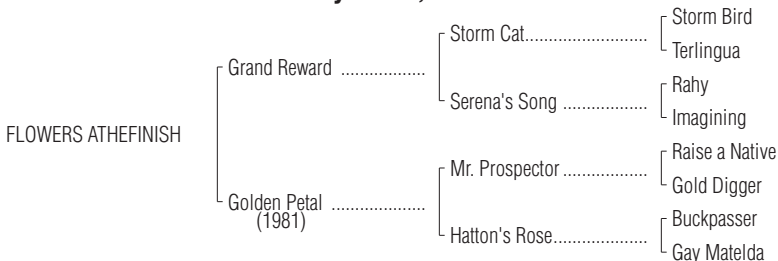 Storm Bird
Storm Cat..............................
Terlingua
Grand Reward ..................
Rahy
Serena's Song ...................
Imagining
FLOWERS ATHEFINISH
Raise a Native
Mr. Prospector ..................
Gold Digger
Golden Petal ....................
(1981)
Buckpasser
Hatton's Rose.....................
Gay Matelda